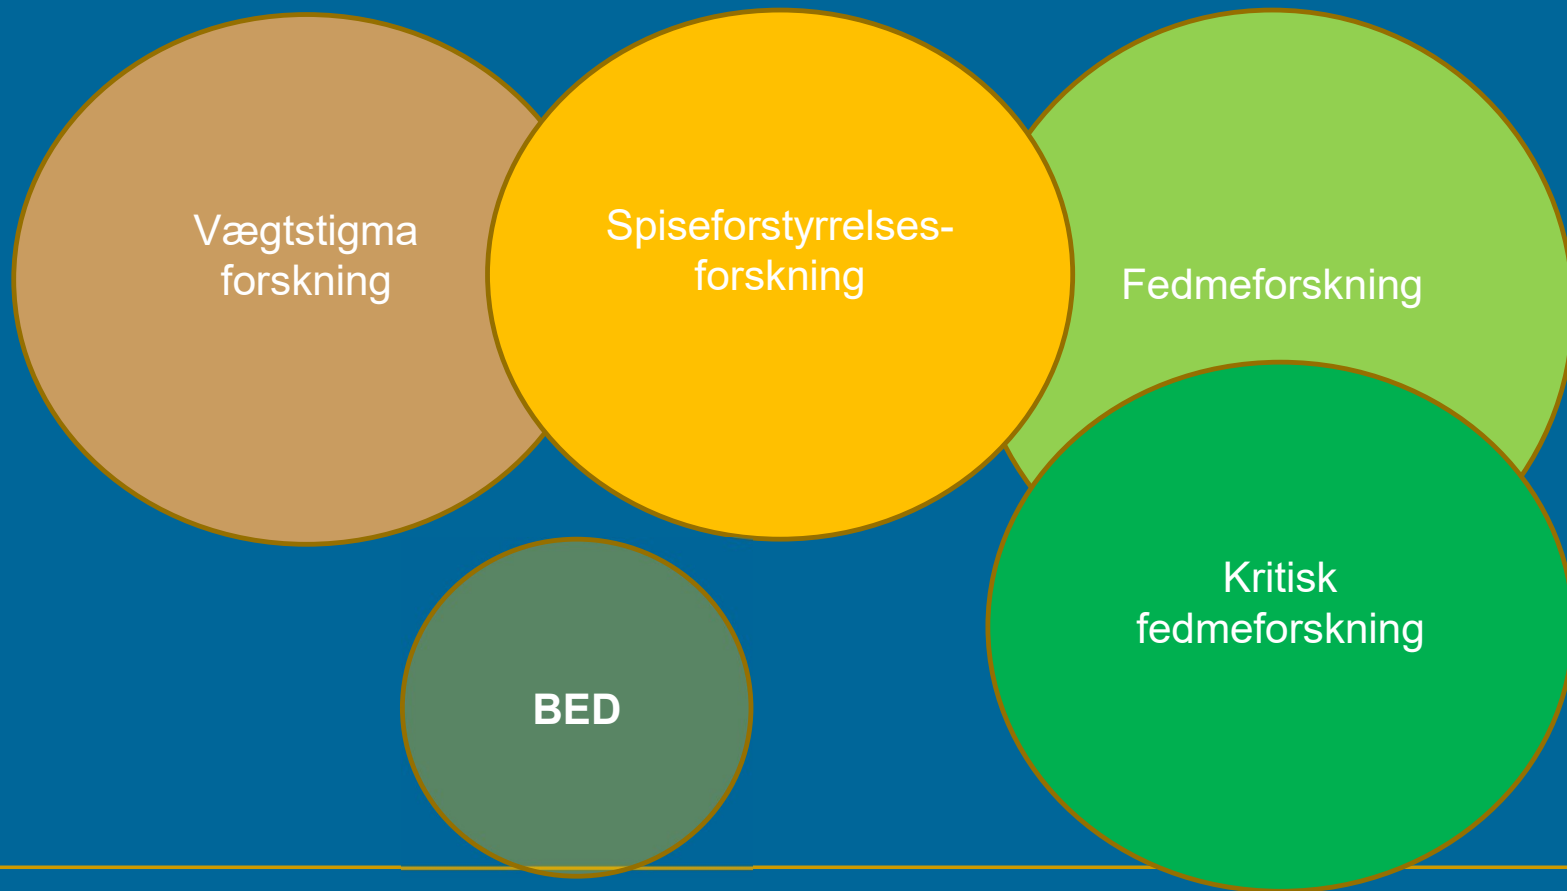 Vægtstigma
forskning
Spiseforstyrrelses-
forskning
Fedmeforskning
Kritisk
fedmeforskning
BED